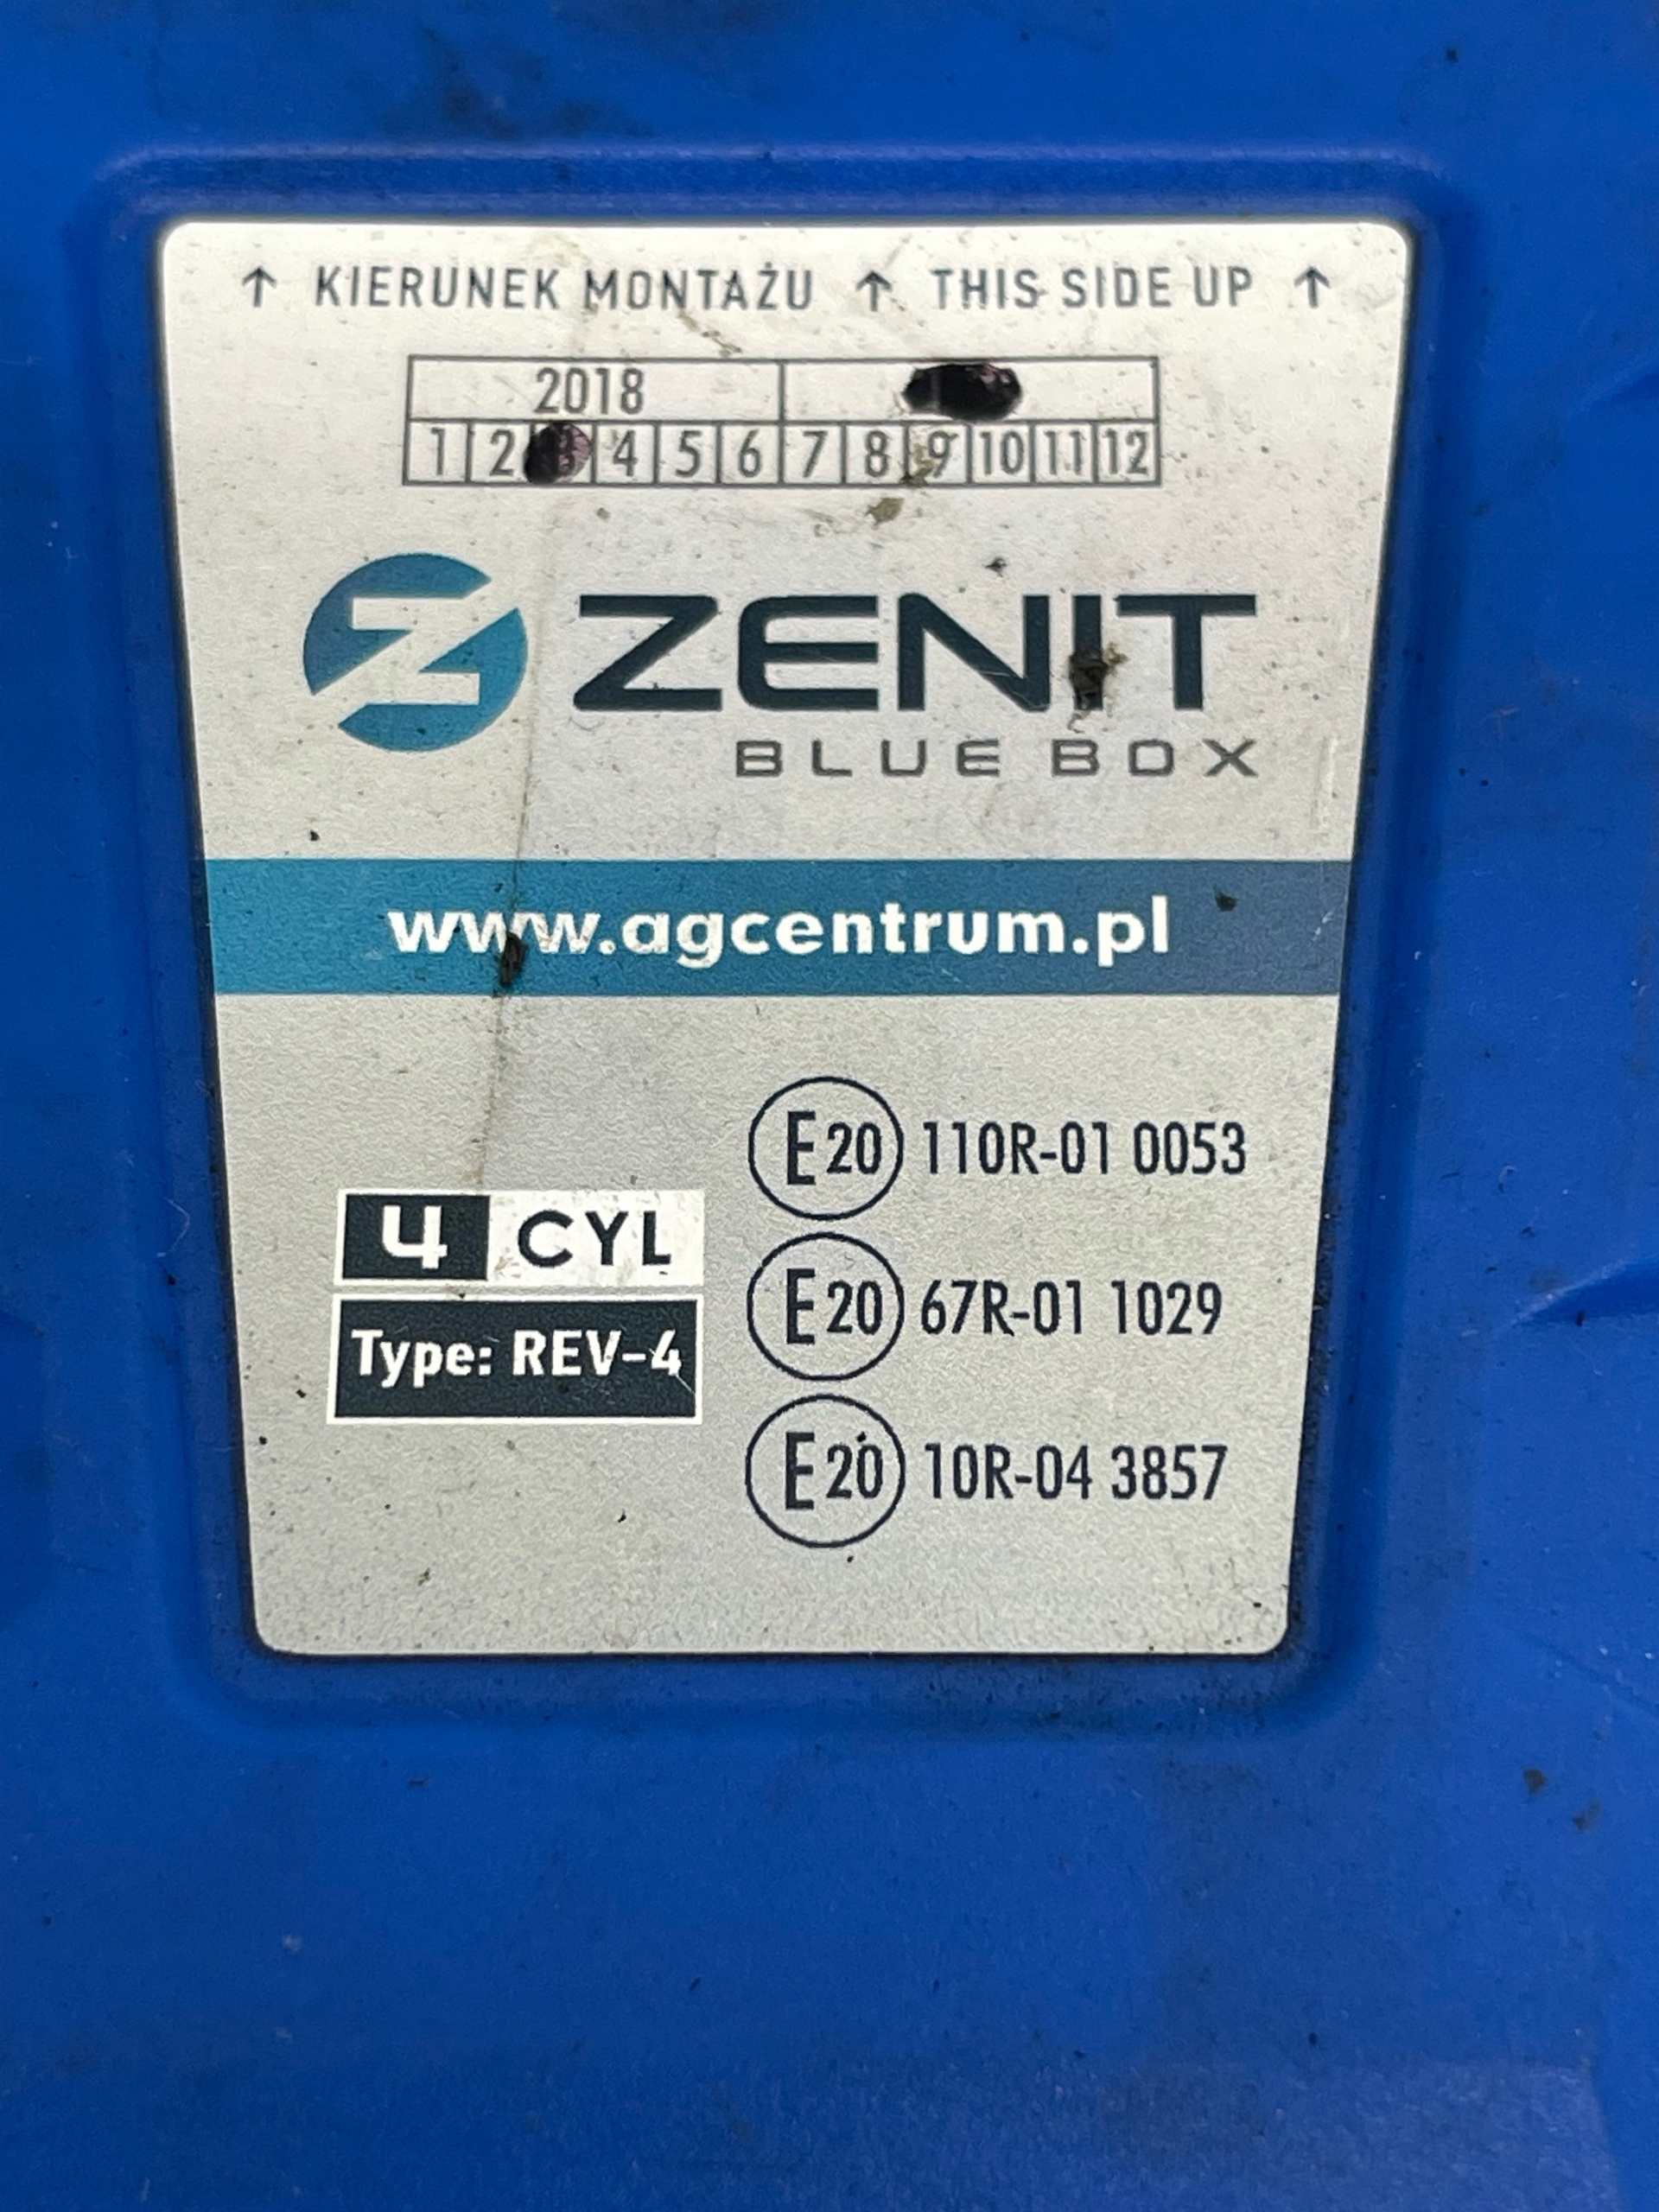 ↑ KIERUNEK MONTAŻU ↑ THIS SIDE UP ↑
2018
1 2 3 4 5 6 7 8 9 10 11 12
ZENIT
BLUE BOX
www.agcentrum.pl
E20 110R-01 0053
4 CYL
E20 67R-01 1029
Type: REV-4
E20 10R-04 3857